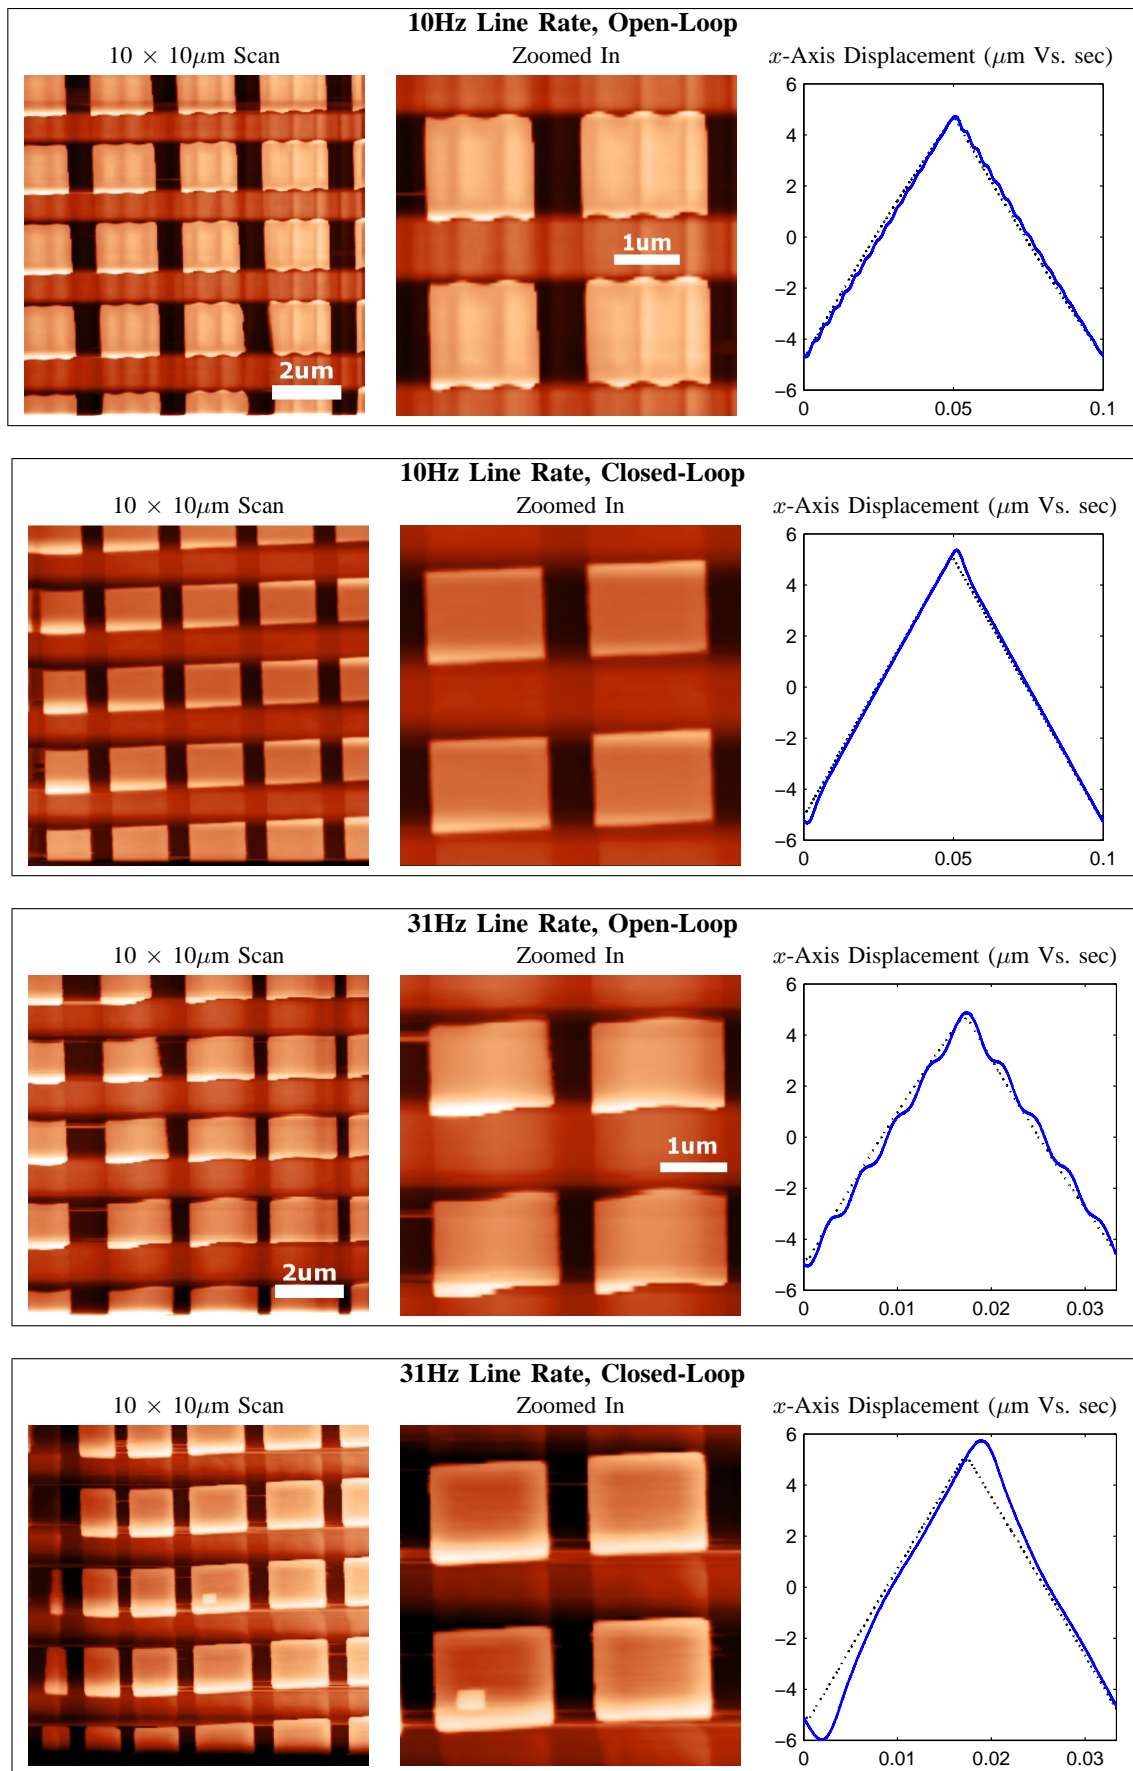 10Hz Line Rate, Open-Loop
10 × 10μm Scan
Zoomed In
x-Axis Displacement (μm Vs. sec)
2um
1um
6
4
2
0
−2
−4
−6
0
0.05
0.1
10Hz Line Rate, Closed-Loop
10 × 10μm Scan
Zoomed In
x-Axis Displacement (μm Vs. sec)
6
4
2
0
−2
−4
−6
0
0.05
0.1
31Hz Line Rate, Open-Loop
10 × 10μm Scan
Zoomed In
x-Axis Displacement (μm Vs. sec)
2um
1um
6
4
2
0
−2
−4
−6
0
0.01
0.02
0.03
31Hz Line Rate, Closed-Loop
10 × 10μm Scan
Zoomed In
x-Axis Displacement (μm Vs. sec)
6
4
2
0
−2
−4
−6
0
0.01
0.02
0.03